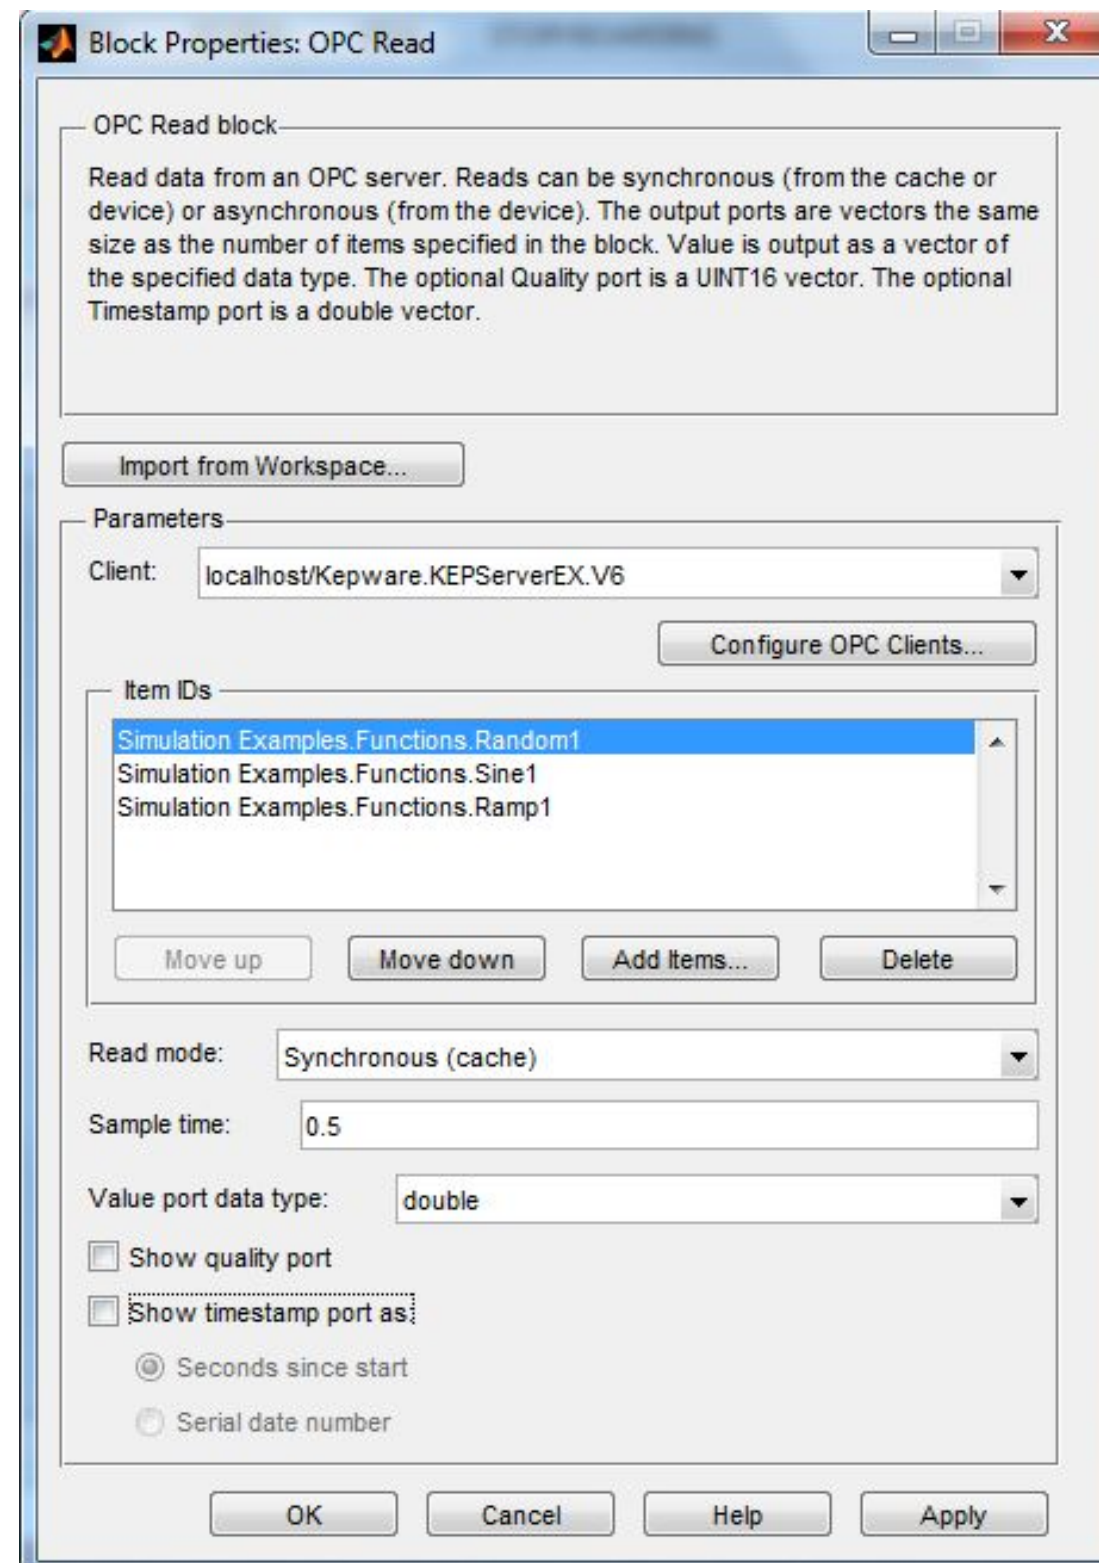 Block Properties: OPC Read
OPC Read block
Read data from an OPC server. Reads can be synchronous (from the cache or
device) or asynchronous (from the device). The output ports are vectors the same
size as the number of items specified in the block. Value is output as a vector of
the specified data type. The optional Quality port is a UINT16 vector. The optional
Timestamp port is a double vector.
Import from Workspace...
Parameters
Client: localhost/Kepware.KEPServerEX.V6
Configure OPC Clients...
Item IDs
Simulation Examples.Functions.Random1
Simulation Examples.Functions.Sine1
Simulation Examples.Functions.Ramp1
Move up Move down Add Items... Delete
Read mode: Synchronous (cache)
Sample time: 0.5
Value port data type: double
Show quality port
Show timestamp port as:
Seconds since start
Serial date number
OK Cancel Help Apply